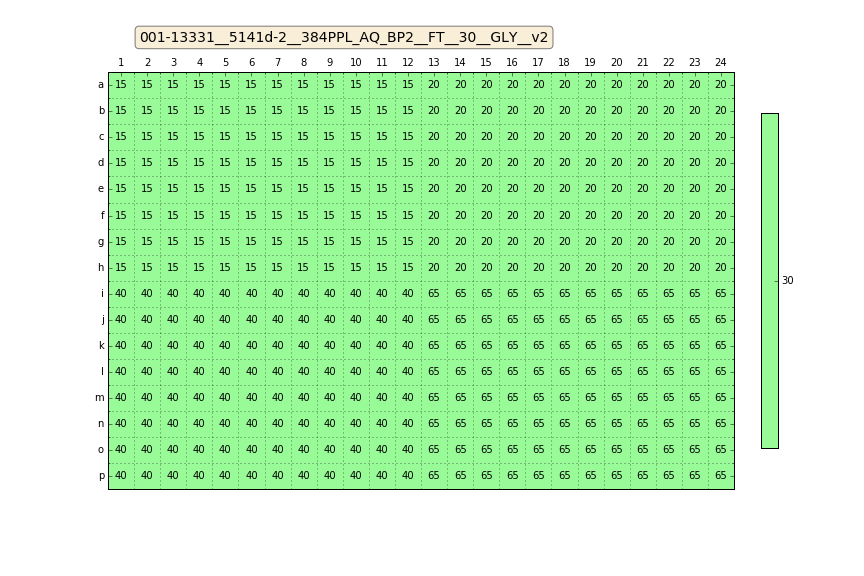 001-13331__5141d-2__384PPL_AQ_BP2__FT__30__GLY__v2
1 2 3 4 5 6 7 8 9 10 11 12 13 14 15 16 17 18 19 20 21 22 23 24
a 15 15 15 15 15 15 15 15 15 15 15 15 20 20 20 20 20 20 20 20 20 20 20 20
b 15 15 15 15 15 15 15 15 15 15 15 15 20 20 20 20 20 20 20 20 20 20 20 20
c 15 15 15 15 15 15 15 15 15 15 15 15 20 20 20 20 20 20 20 20 20 20 20 20
d 15 15 15 15 15 15 15 15 15 15 15 15 20 20 20 20 20 20 20 20 20 20 20 20
e 15 15 15 15 15 15 15 15 15 15 15 15 20 20 20 20 20 20 20 20 20 20 20 20
f 15 15 15 15 15 15 15 15 15 15 15 15 20 20 20 20 20 20 20 20 20 20 20 20
g 15 15 15 15 15 15 15 15 15 15 15 15 20 20 20 20 20 20 20 20 20 20 20 20
h 15 15 15 15 15 15 15 15 15 15 15 15 20 20 20 20 20 20 20 20 20 20 20 20
i 40 40 40 40 40 40 40 40 40 40 40 40 65 65 65 65 65 65 65 65 65 65 65 65
30
j 40 40 40 40 40 40 40 40 40 40 40 40 65 65 65 65 65 65 65 65 65 65 65 65
k 40 40 40 40 40 40 40 40 40 40 40 40 65 65 65 65 65 65 65 65 65 65 65 65
l 40 40 40 40 40 40 40 40 40 40 40 40 65 65 65 65 65 65 65 65 65 65 65 65
m 40 40 40 40 40 40 40 40 40 40 40 40 65 65 65 65 65 65 65 65 65 65 65 65
n 40 40 40 40 40 40 40 40 40 40 40 40 65 65 65 65 65 65 65 65 65 65 65 65
o 40 40 40 40 40 40 40 40 40 40 40 40 65 65 65 65 65 65 65 65 65 65 65 65
p 40 40 40 40 40 40 40 40 40 40 40 40 65 65 65 65 65 65 65 65 65 65 65 65